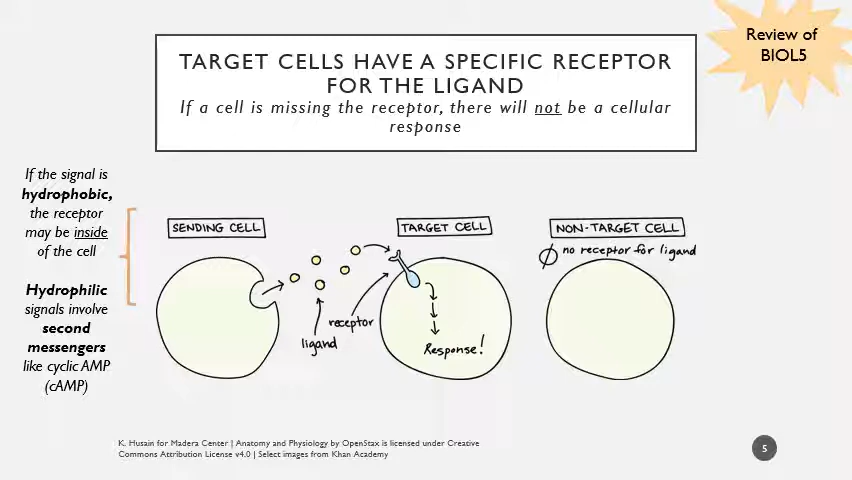 Review of
BIOL5
TARGET CELLS HAVE A SPECIFIC RECEPTOR
FOR THE LIGAND
If a cell is missing the receptor, there will not be a cellular
response
If the signal is
hydrophobic,
the receptor
may be inside
of the cell
Hydrophilic
signals involve
second
messengers
like cyclic AMP
(cAMP)
SENDING CELL
TARGET CELL
NON-TARGET CELL
Ø no receptor for ligand
receptor
ligand
Response!
K. Husain for Madera Center | Anatomy and Physiology by OpenStax is licensed under Creative
Commons Attribution License v4.0 | Select images from Khan Academy
5